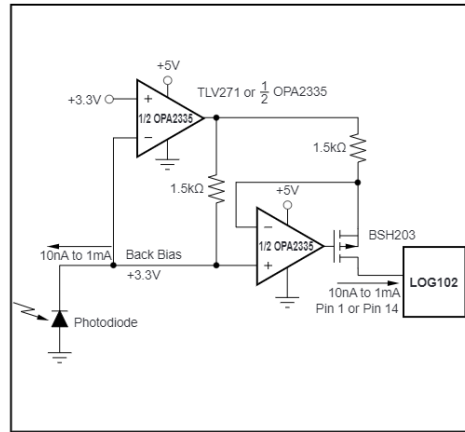 +5V
TLV271 or 1/2 OPA2335
+3.3V
+
1/2 OPA2335
−
1.5kΩ
1.5kΩ
+5V
−
BSH203
1/2 OPA2335
+
10nA to 1mA
Back Bias
+3.3V
10nA to 1mA
Pin 1 or Pin 14
LOG102
Photodiode